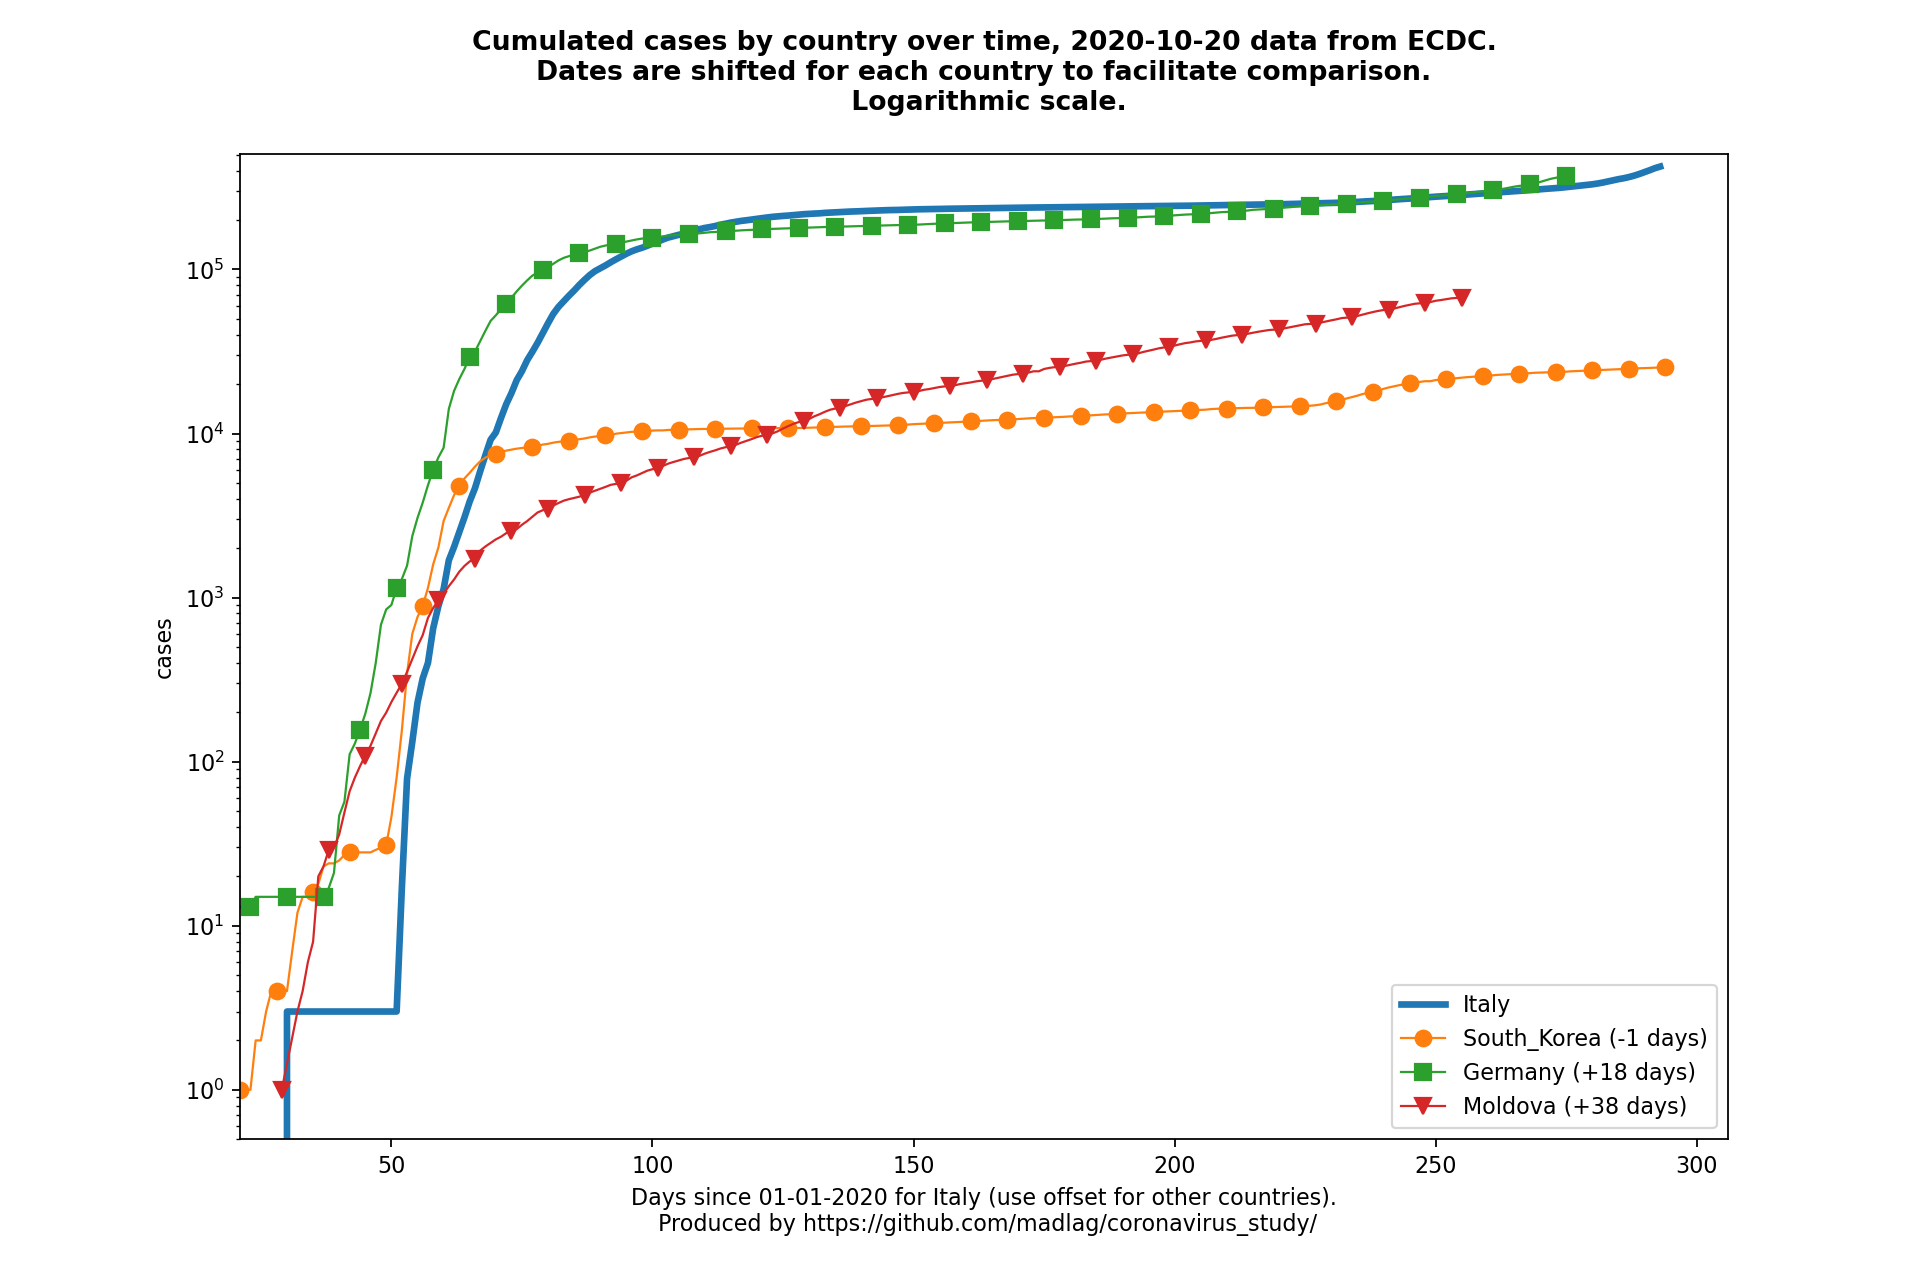 Cumulated cases by country over time, 2020-10-20 data from ECDC.
Dates are shifted for each country to facilitate comparison.
Logarithmic scale.
cases
10^5
10^4
10^3
10^2
10^1
10^0
50 100 150 200 250 300
Italy
South_Korea (-1 days)
Germany (+18 days)
Moldova (+38 days)
Days since 01-01-2020 for Italy (use offset for other countries).
Produced by https://github.com/madlag/coronavirus_study/